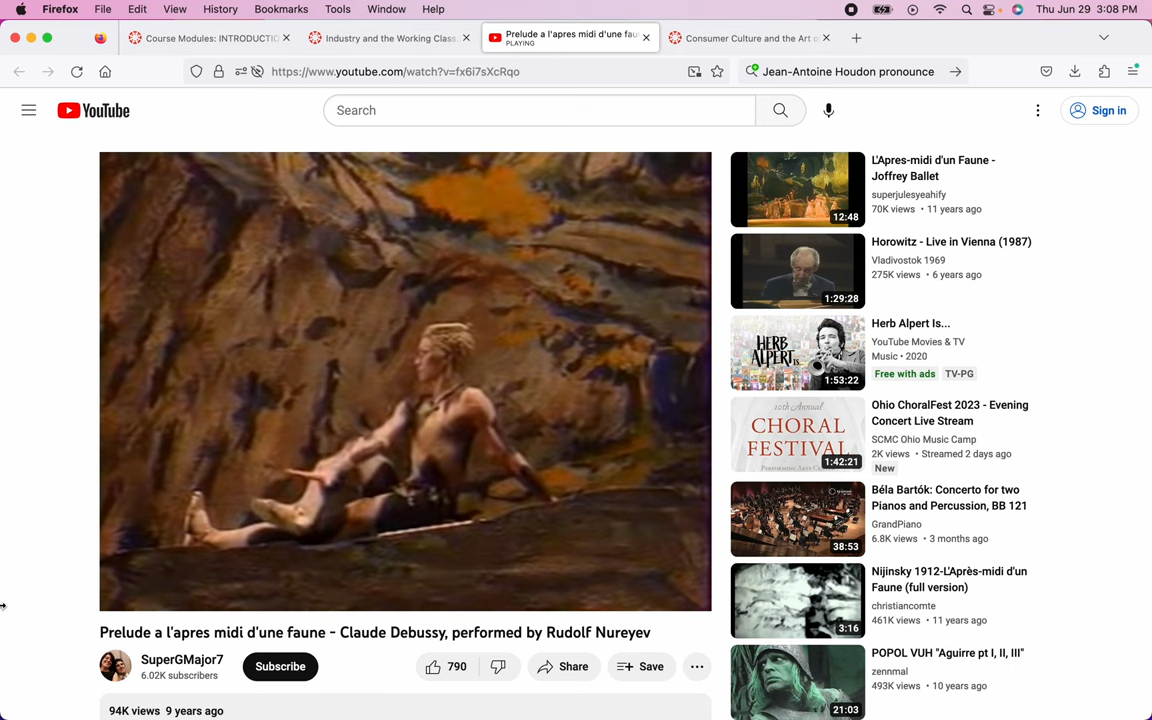 Firefox File Edit View History Bookmarks Tools Window Help Thu Jun 29 3:08 PM
Course Modules: INTRODUCTIO Industry and the Working Class Prelude a l'apres midi d'une fau Consumer Culture and the Art o
PLAYING
https://www.youtube.com/watch?v=fx6i7sXcRqo Jean-Antoine Houdon pronounce
YouTube Search Sign in
L'Apres-midi d'un Faune -
Joffrey Ballet
superjulesyeahify
70K views • 11 years ago
12:48
Horowitz - Live in Vienna (1987)
Vladivostok 1969
275K views • 6 years ago
1:29:28
Herb Alpert Is...
YouTube Movies & TV
Music • 2020
Free with ads TV-PG
HERB
ALPERT IS...
1:53:22
Ohio ChoralFest 2023 - Evening
Concert Live Stream
SCMC Ohio Music Camp
2K views • Streamed 2 days ago
New
10th Annual
CHORAL
FESTIVAL
1:42:21
Béla Bartók: Concerto for two
Pianos and Percussion, BB 121
GrandPiano
6.8K views • 3 months ago
38:53
Nijinsky 1912-L'Après-midi d'un
Faune (full version)
christiancomte
461K views • 11 years ago
3:16
POPOL VUH "Aguirre pt I, II, III"
zennmal
493K views • 10 years ago
21:03
Prelude a l'apres midi d'une faune - Claude Debussy, performed by Rudolf Nureyev
SuperGMajor7
6.02K subscribers
Subscribe 790 Share Save
94K views 9 years ago